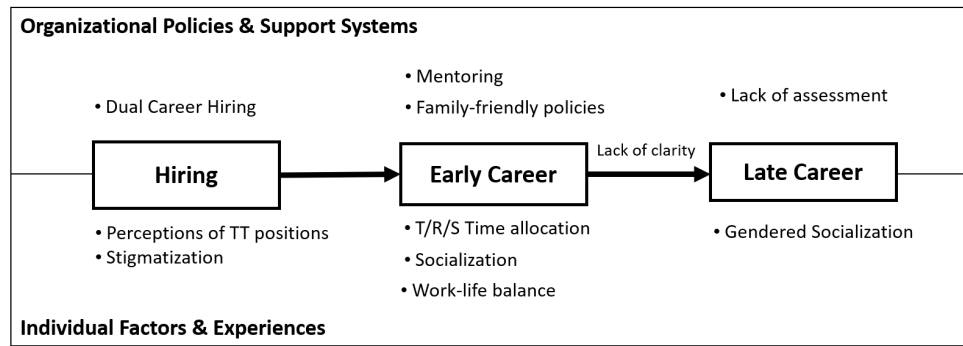 Organizational Policies & Support Systems
• Mentoring
• Dual Career Hiring
• Family-friendly policies
• Lack of assessment
Hiring
Early Career
Lack of clarity
Late Career
• Perceptions of TT positions
• Stigmatization
• T/R/S Time allocation
• Socialization
• Work-life balance
• Gendered Socialization
Individual Factors & Experiences